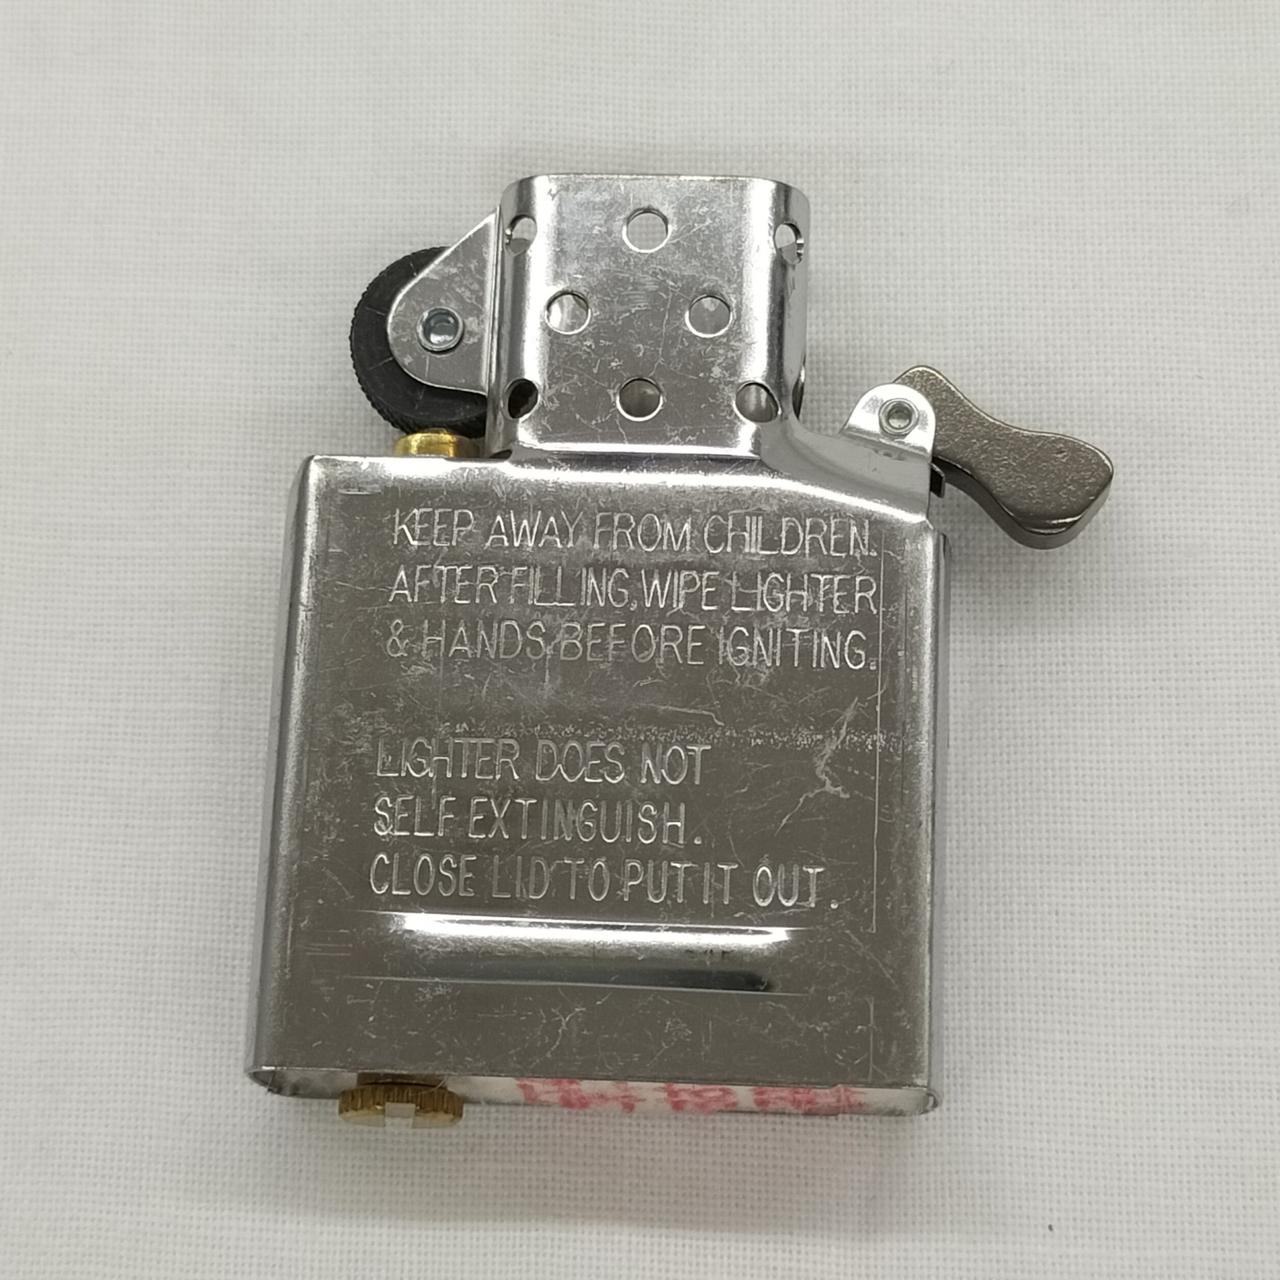 KEEP AWAY FROM CHILDREN.
AFTER FILLING, WIPE LIGHTER
& HANDS BEFORE IGNITING.
LIGHTER DOES NOT
SELF EXTINGUISH.
CLOSE LID TO PUT IT OUT.